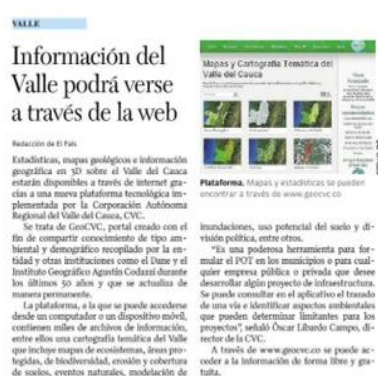 VALLE
Información del
Valle podrá verse
a través de la web
Redacción de El País
Estadísticas, mapas geológicos e información
geográfica en 3D sobre el Valle del Cauca
estarán disponibles a través de internet gra-
cias a una nueva plataforma tecnológica im-
plementada por la Corporación Autónoma
Regional del Valle del Cauca, CVC.
Se trata de GeoCVC, portal creado con el
fin de compartir conocimiento de tipo am-
biental y demográfico recopilado por la en-
tidad y otras instituciones como el Dane y el
Instituto Geográfico Agustín Codazzi durante
los últimos 50 años y que se actualiza de
manera permanente.
La plataforma, a la que se puede accederse
desde un computador o un dispositivo móvil,
contienen miles de archivos de información,
entre ellos una cartografía temática del Valle
que incluye mapas de ecosistemas, áreas pro-
tegidas, de biodiversidad, erosión y cobertura
de suelos, eventos naturales, modelación de
Mapas y Cartografía Temática del
Valle del Cauca
Plataforma. Mapas y estadísticas se pueden
encontrar a través de www.geocvc.co
inundaciones, uso potencial del suelo y di-
visión política, entre otros.
"Es una poderosa herramienta para for-
mular el POT en los municipios o para cual-
quier empresa pública o privada que desee
desarrollar algún proyecto de infraestructura.
Se puede consultar en el aplicativo el trazado
de una vía e identificar aspectos ambientales
que pueden determinar limitantes para los
proyectos", señaló Óscar Libardo Campo, di-
rector de la CVC.
A través de www.geocvc.co se puede ac-
ceder a la información de forma libre y gra-
tuita.